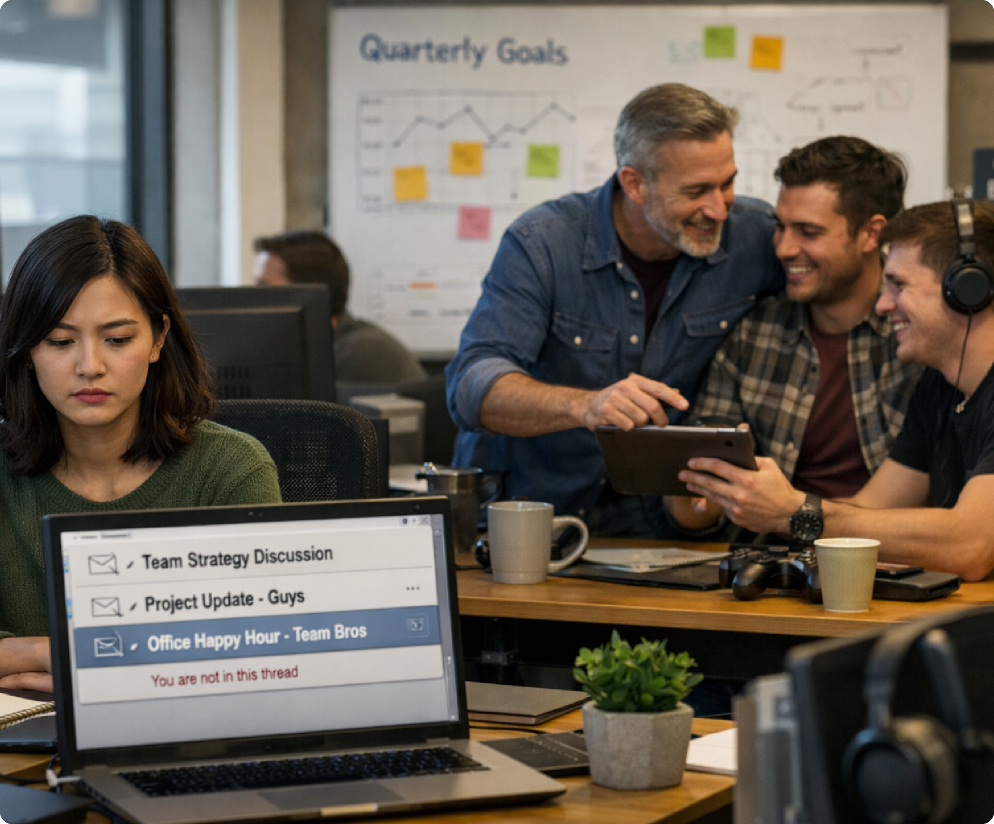 Quarterly Goals
Team Strategy Discussion
Project Update - Guys
Office Happy Hour - Team Bros
You are not in this thread